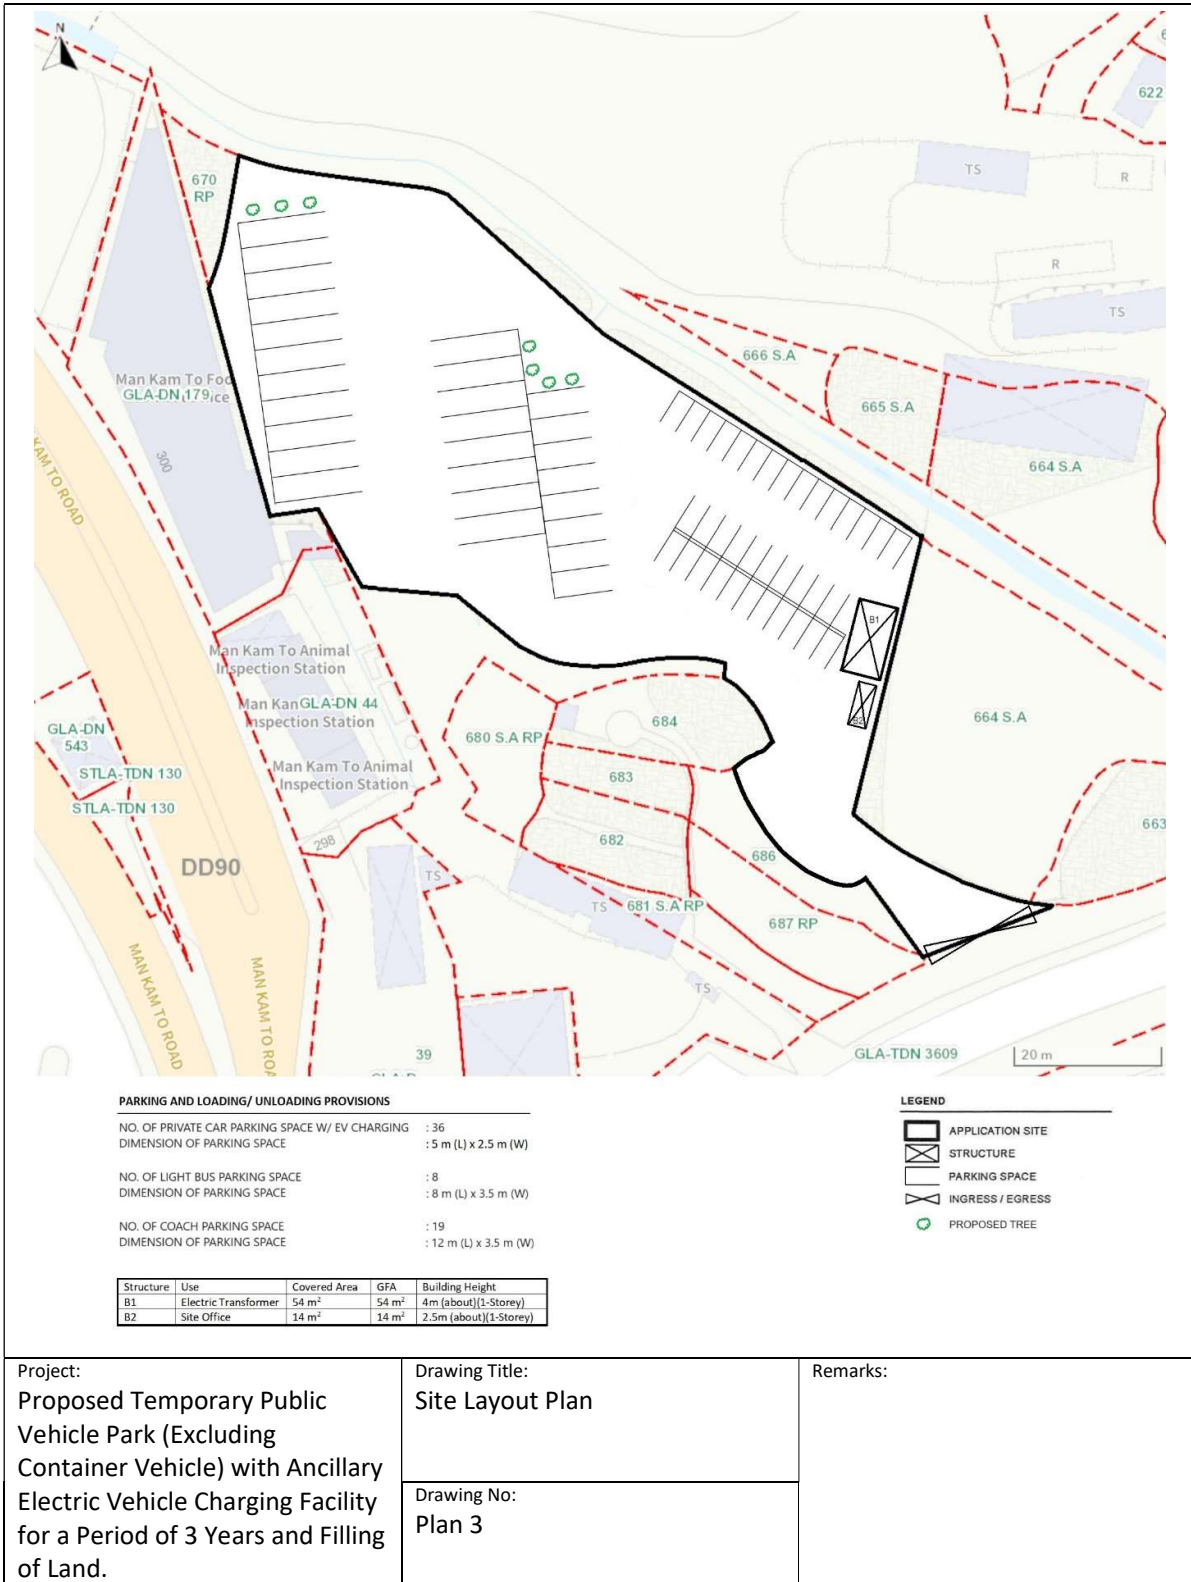 N
622
670
RP
TS
R
R
TS
666 S.A
665 S.A
664 S.A
Man Kam To Foo
GLA-DN 179
ice
300
MAN KAM TO ROAD
B1
B2
Man Kam To Animal
Inspection Station
Man Kan
GLA-DN 44
Inspection Station
Man Kam To Animal
Inspection Station
GLA-DN
543
STLA-TDN 130
STLA-TDN 130
DD90
298
684
680 S.A RP
683
682
686
664 S.A
663
TS
TS
681 S.A RP
687 RP
TS
MAN KAM TO ROAD
MAN KAM TO ROA
39
GLA-TDN 3609
20 m
PARKING AND LOADING/ UNLOADING PROVISIONS
NO. OF PRIVATE CAR PARKING SPACE W/ EV CHARGING : 36
DIMENSION OF PARKING SPACE : 5 m (L) x 2.5 m (W)
NO. OF LIGHT BUS PARKING SPACE : 8
DIMENSION OF PARKING SPACE : 8 m (L) x 3.5 m (W)
NO. OF COACH PARKING SPACE : 19
DIMENSION OF PARKING SPACE : 12 m (L) x 3.5 m (W)
LEGEND
APPLICATION SITE
STRUCTURE
PARKING SPACE
INGRESS / EGRESS
PROPOSED TREE
Structure Use Covered Area GFA Building Height
B1 Electric Transformer 54 m² 54 m² 4m (about)(1-Storey)
B2 Site Office 14 m² 14 m² 2.5m (about)(1-Storey)
Project:
Proposed Temporary Public
Vehicle Park (Excluding
Container Vehicle) with Ancillary
Electric Vehicle Charging Facility
for a Period of 3 Years and Filling
of Land.
Drawing Title:
Site Layout Plan
Drawing No:
Plan 3
Remarks: